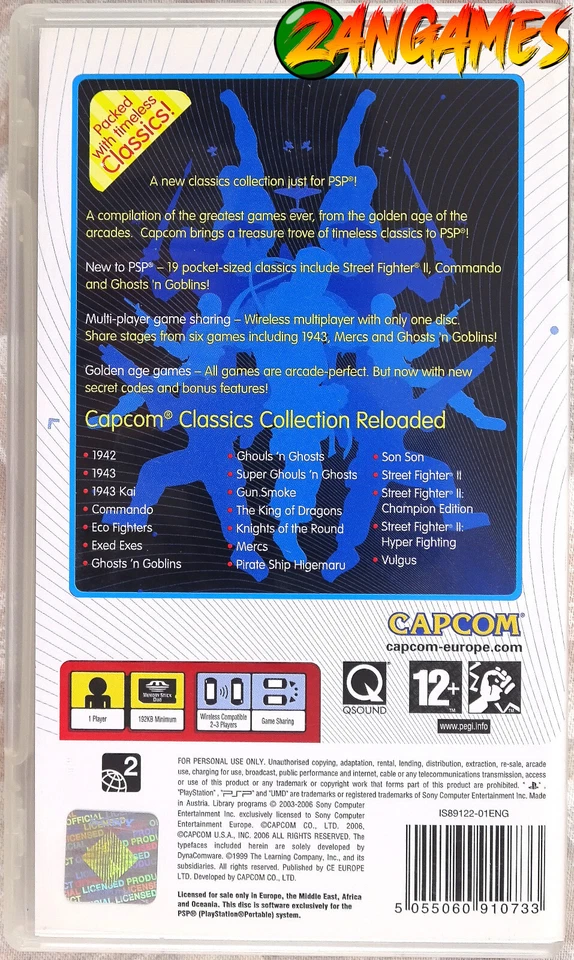 2ANGAMES
Packed
with timeless
Classics!
A new classics collection just for PSP®!
A compilation of the greatest games ever, from the golden age of the
arcades. Capcom brings a treasure trove of timeless classics to PSP®!
New to PSP® – 19 pocket-sized classics include Street Fighter® II, Commando
and Ghosts 'n Goblins!
Multi-player game sharing – Wireless multiplayer with only one disc.
Share stages from six games including 1943, Mercs and Ghosts 'n Goblins!
Golden age games – All games are arcade-perfect. But now with new
secret codes and bonus features!
Capcom® Classics Collection Reloaded
• 1942
• 1943
• 1943 Kai
• Commando
• Eco Fighters
• Exed Exes
• Ghosts 'n Goblins
• Ghouls 'n Ghosts
• Super Ghouls 'n Ghosts
• Gun.Smoke
• The King of Dragons
• Knights of the Round
• Mercs
• Pirate Ship Higemaru
• Son Son
• Street Fighter® II
• Street Fighter® II:
Champion Edition
• Street Fighter® II:
Hyper Fighting
• Vulgus
CAPCOM®
capcom-europe.com
1 Player
MEMORY STICK
DUO
192KB Minimum
Wireless Compatible
2-3 Players
Game Sharing
Q
QSOUND
12+
™
www.pegi.info
2
FOR PERSONAL USE ONLY. Unauthorised copying, adaptation, rental, lending, distribution, extraction, re-sale, arcade
use, charging for use, broadcast, public performance and internet, cable or any telecommunications transmission, access
or use of this product or any trademark or copyright work that forms part of this product are prohibited. " ",
"PlayStation", "PSP" and "UMD" are trademarks or registered trademarks of Sony Computer Entertainment Inc. Made
in Austria. Library programs © 2003-2006 Sony Computer
Entertainment Inc. exclusively licensed to Sony Computer
Entertainment Europe. ©CAPCOM CO., LTD. 2006,
©CAPCOM U.S.A., INC. 2006 ALL RIGHTS RESERVED. The
typefaces included herein are solely developed by
DynaComware. ©1999 The Learning Company, Inc., and its
subsidiaries. All rights reserved. Published by CE EUROPE
LTD. Developed by CAPCOM CO., LTD.
Licensed for sale only in Europe, the Middle East, Africa
and Oceania. This disc is software exclusively for the
PSP® (PlayStation®Portable) system.
IS89122-01ENG
5 055060 910733
OFFICIAL
LICENSED PRODU